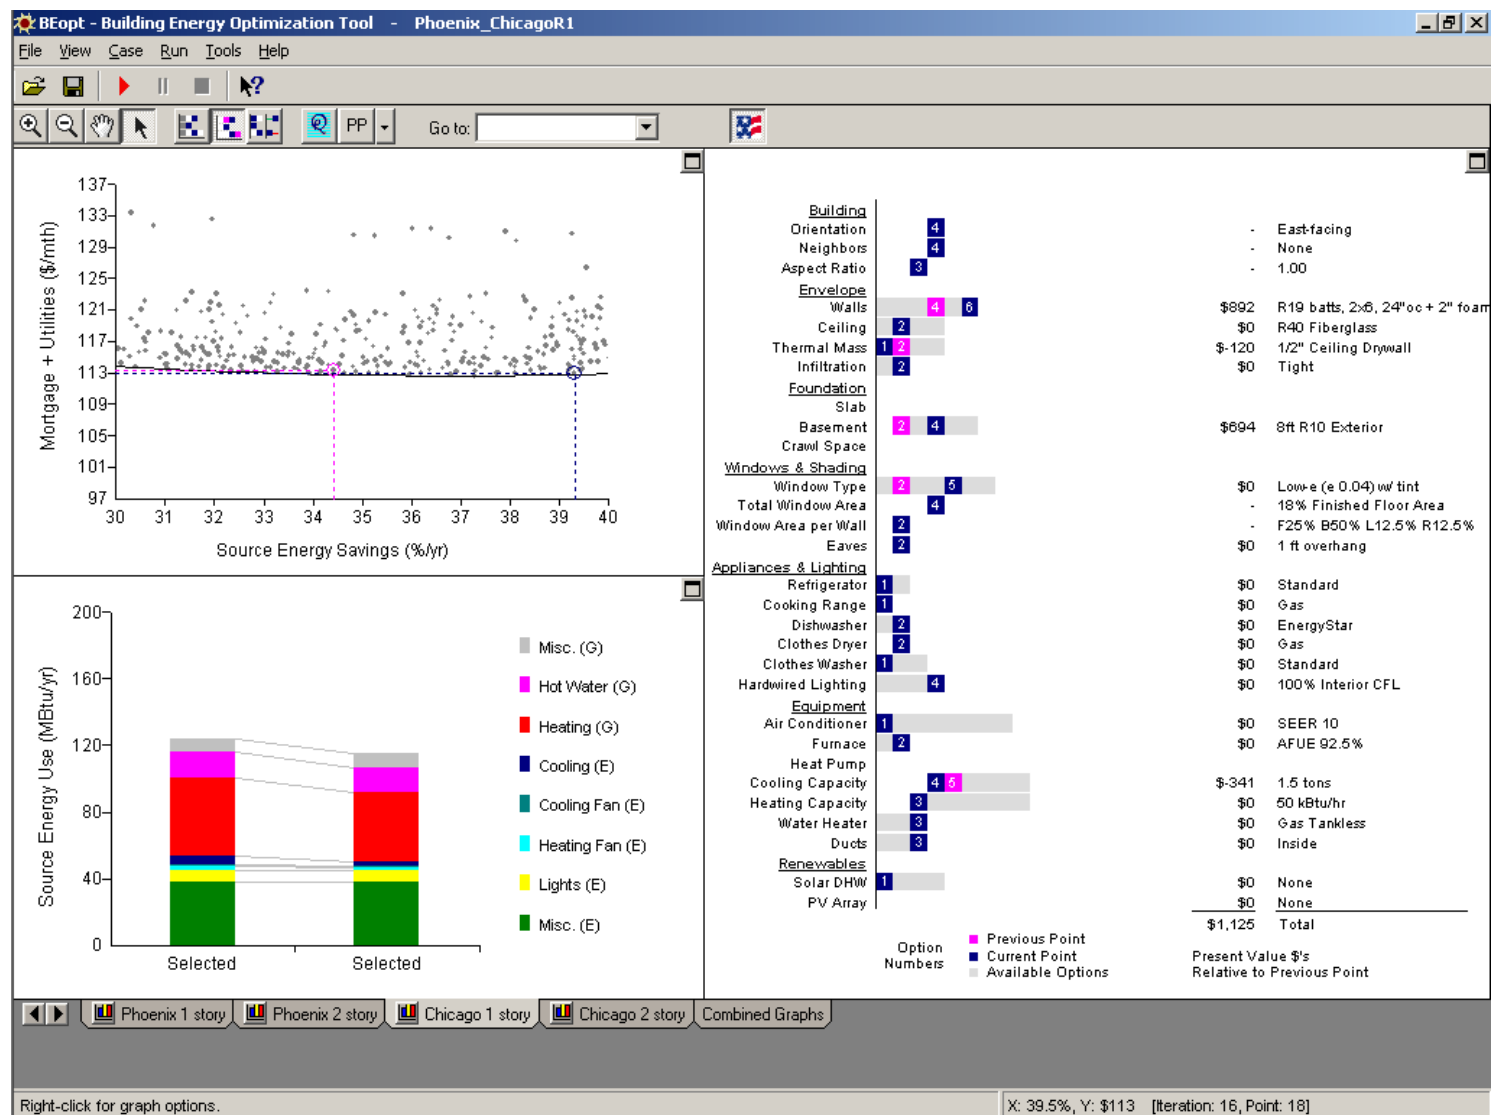 BEopt - Building Energy Optimization Tool - Phoenix_ChicagoR1
File View Case Run Tools Help
PP Go to:
137
133
129
125
121
117
113
109
105
101
97
Mortgage + Utilities ($/mth)
30 31 32 33 34 35 36 37 38 39 40
Source Energy Savings (%/yr)
200
160
120
80
40
0
Source Energy Use (MBtu/yr)
Selected Selected
Misc. (G)
Hot Water (G)
Heating (G)
Cooling (E)
Cooling Fan (E)
Heating Fan (E)
Lights (E)
Misc. (E)
Building
Orientation 4 - East-facing
Neighbors 4 - None
Aspect Ratio 3 - 1.00
Envelope
Walls 4 6 $892 R19 batts, 2x6, 24"oc + 2" foam
Ceiling 2 $0 R40 Fiberglass
Thermal Mass 1 2 $-120 1/2" Ceiling Drywall
Infiltration 2 $0 Tight
Foundation
Slab
Basement 2 4 $694 8ft R10 Exterior
Crawl Space
Windows & Shading
Window Type 2 5 $0 Low-e (e 0.04) w/ tint
Total Window Area 4 - 18% Finished Floor Area
Window Area per Wall 2 - F25% B50% L12.5% R12.5%
Eaves 2 $0 1 ft overhang
Appliances & Lighting
Refrigerator 1 $0 Standard
Cooking Range 1 $0 Gas
Dishwasher 2 $0 EnergyStar
Clothes Dryer 2 $0 Gas
Clothes Washer 1 $0 Standard
Hardwired Lighting 4 $0 100% Interior CFL
Equipment
Air Conditioner 1 $0 SEER 10
Furnace 2 $0 AFUE 92.5%
Heat Pump
Cooling Capacity 4 5 $-341 1.5 tons
Heating Capacity 3 $0 50 kBtu/hr
Water Heater 3 $0 Gas Tankless
Ducts 3 $0 Inside
Renewables
Solar DHW 1 $0 None
PV Array $0 None
$1,125 Total
Option Numbers
Previous Point
Current Point
Available Options
Present Value $'s
Relative to Previous Point
Phoenix 1 story Phoenix 2 story Chicago 1 story Chicago 2 story Combined Graphs
Right-click for graph options. X: 39.5%, Y: $113 [Iteration: 16, Point: 18]